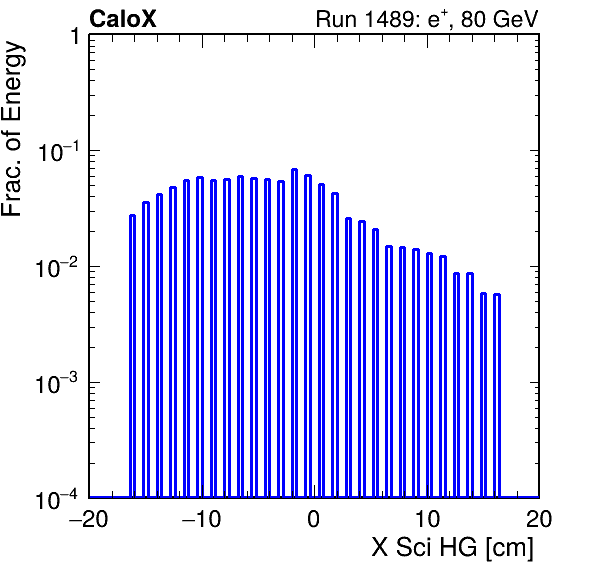 CaloX Run 1489: e⁺, 80 GeV
Frac. of Energy
1
10⁻¹
10⁻²
10⁻³
10⁻⁴
−20 −10 0 10 20
X Sci HG [cm]